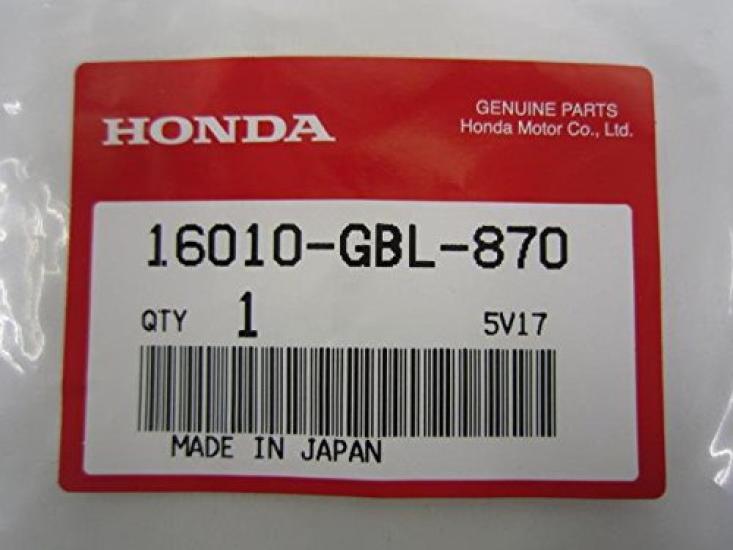 HONDA
GENUINE PARTS
Honda Motor Co., Ltd.
16010-GBL-870
QTY 1 5V17
MADE IN JAPAN